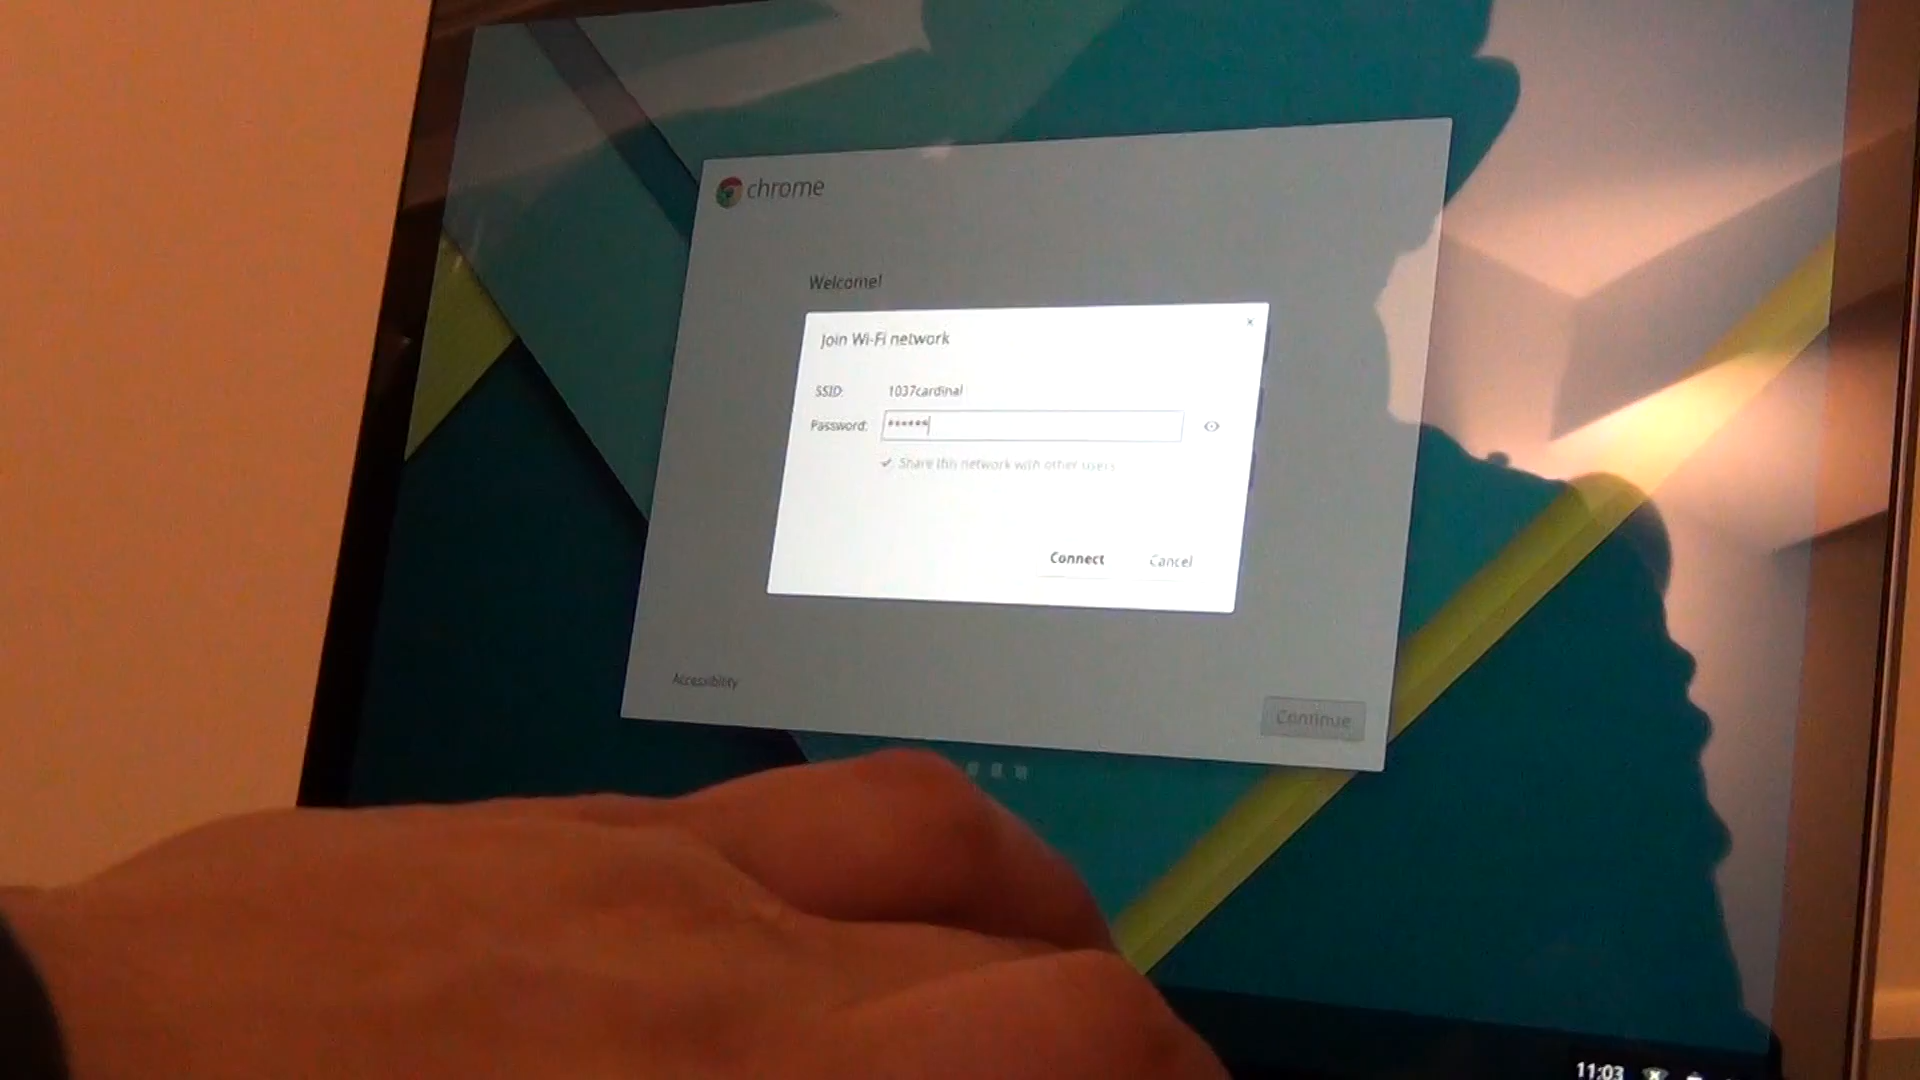 chrome
Welcome!
Join Wi-Fi network
SSID: 1037cardinal
Password: ******
Share this network with other users
Connect Cancel
Accessibility
Continue
11:03